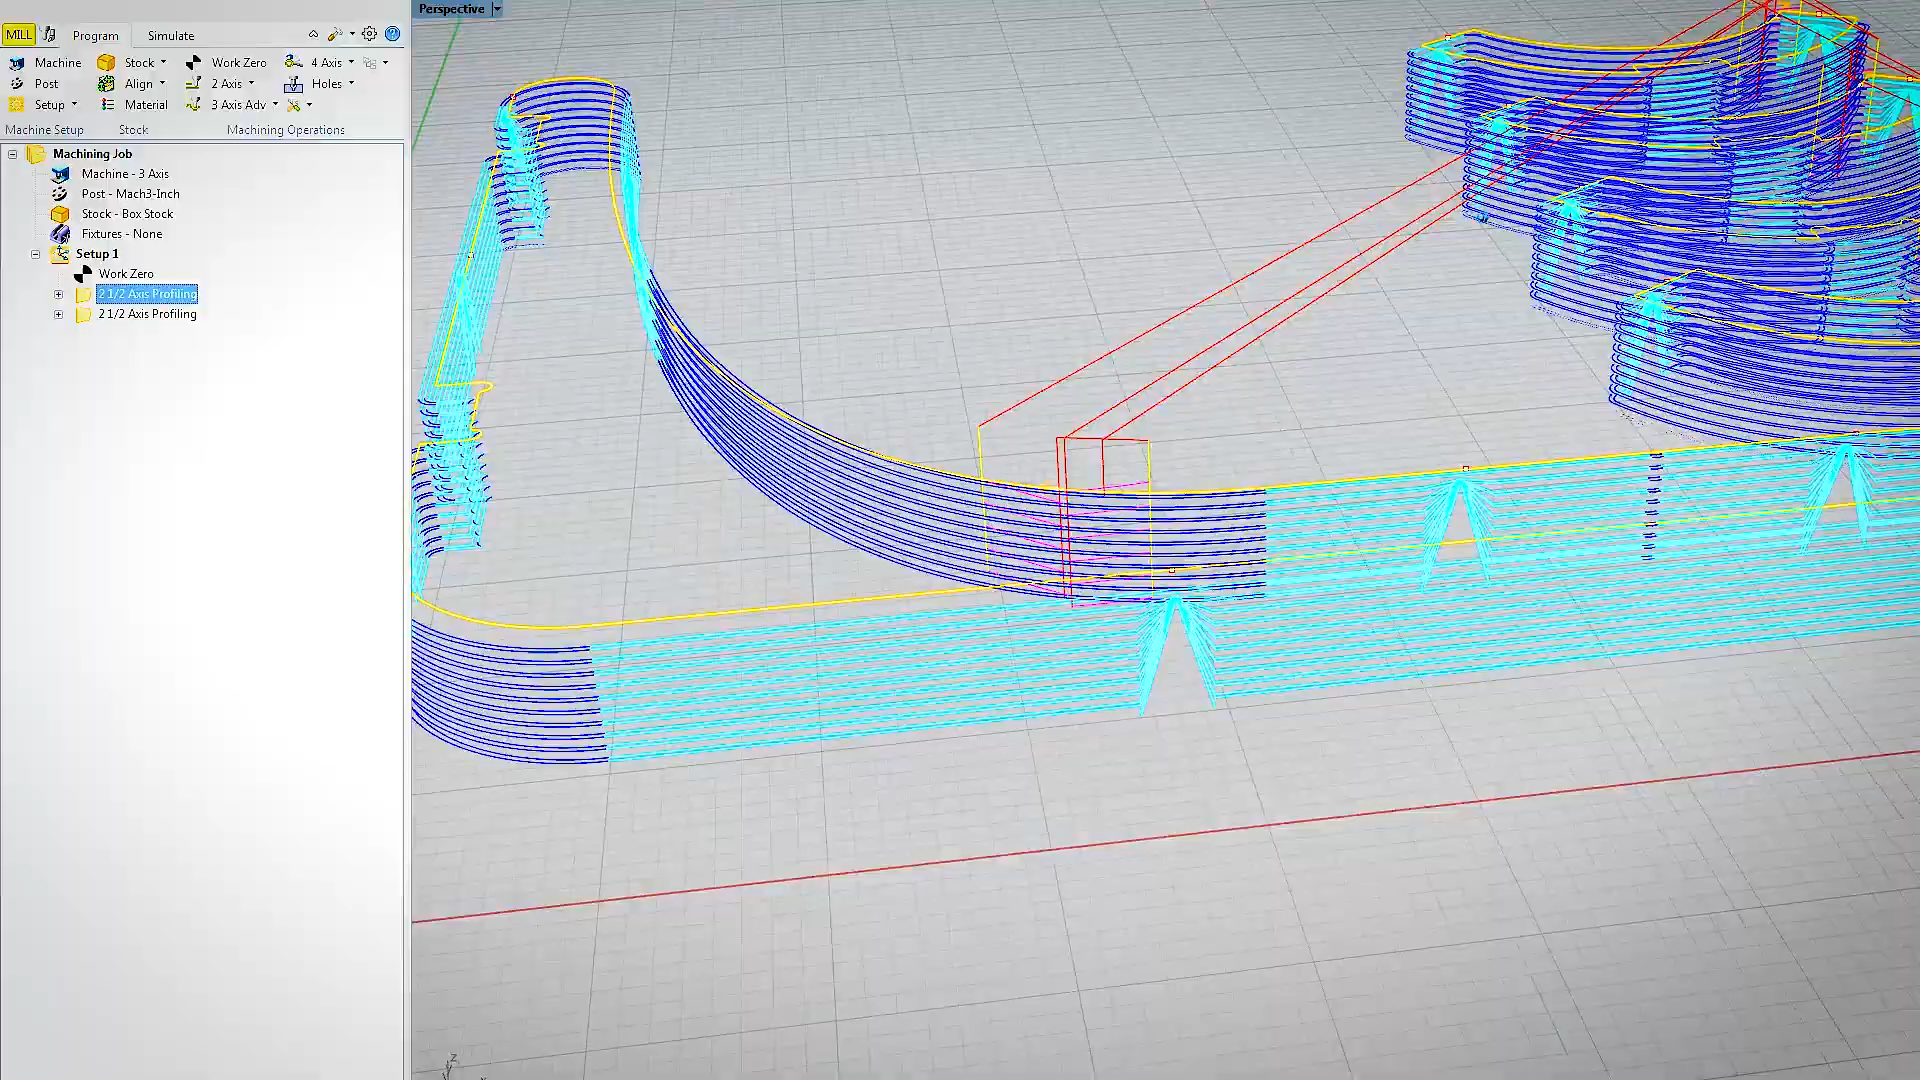 Perspective
MILL Program Simulate
Machine Stock Work Zero 4 Axis
Post Align 2 Axis Holes
Setup Material 3 Axis Adv
Machine Setup Stock Machining Operations
Machining Job
Machine - 3 Axis
Post - Mach3-Inch
Stock - Box Stock
Fixtures - None
Setup 1
Work Zero
2 1/2 Axis Profiling
2 1/2 Axis Profiling
z